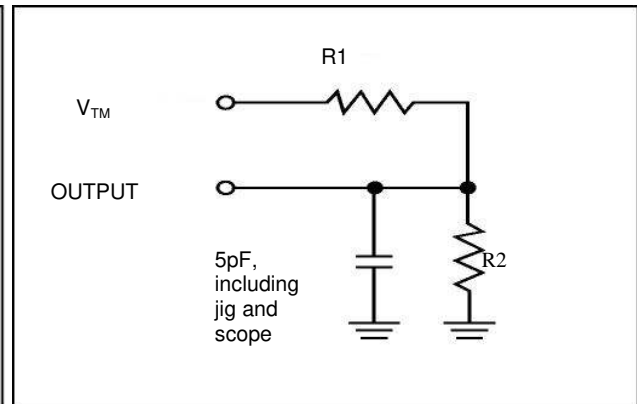 R1
V_TM
OUTPUT
5pF,
including
jig and
scope
R2